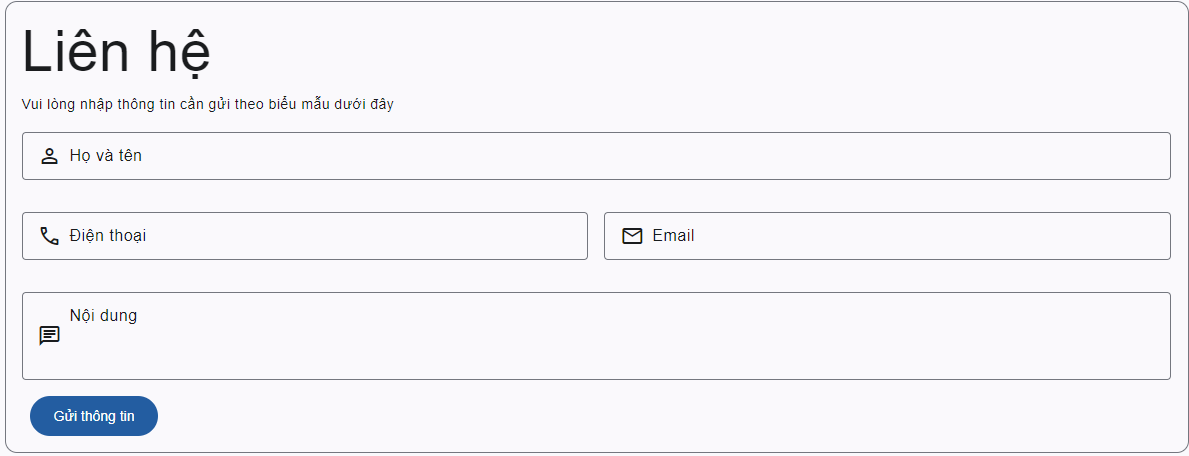 Liên hệ
Vui lòng nhập thông tin cần gửi theo biểu mẫu dưới đây
Họ và tên
Điện thoại
Email
Nội dung
Gửi thông tin